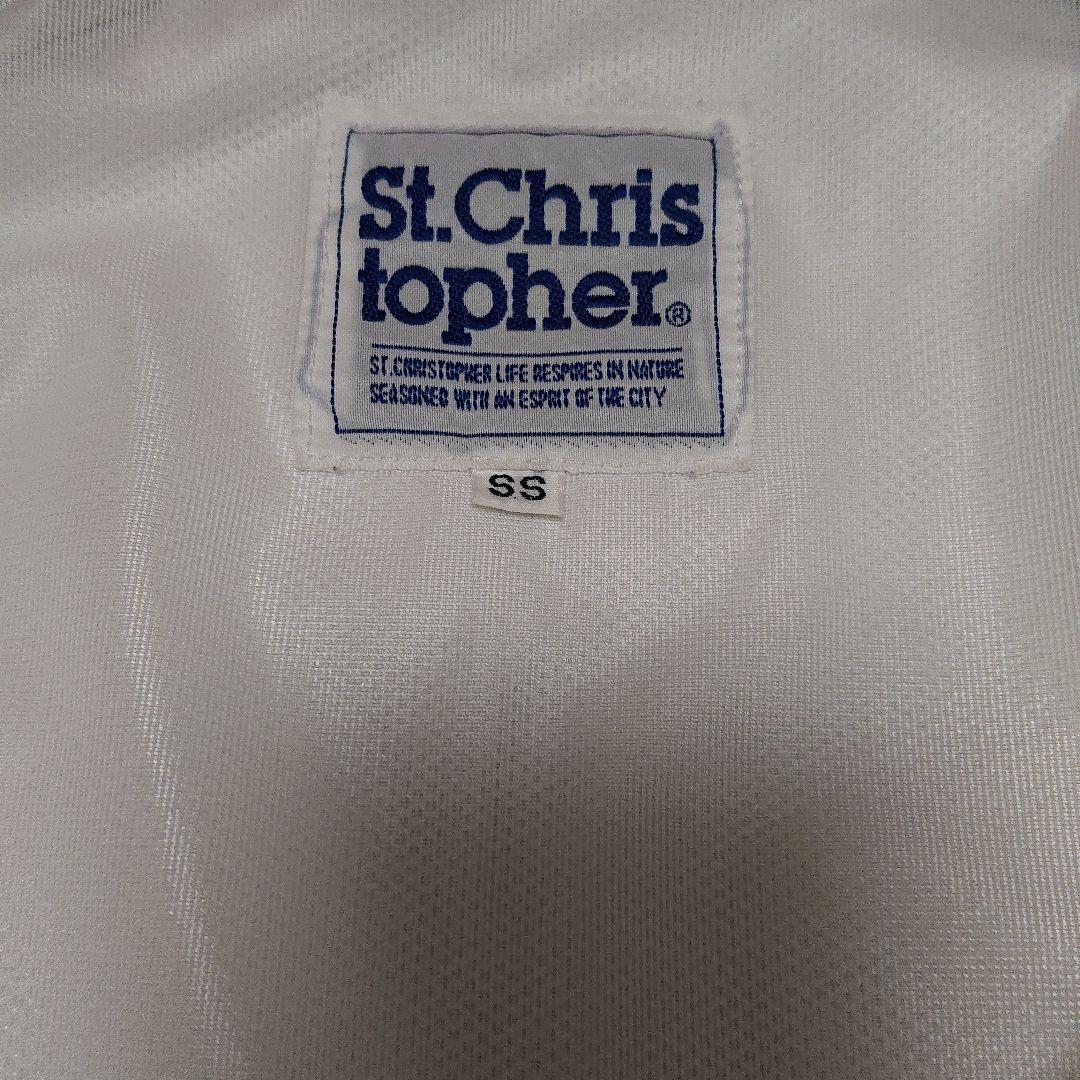 St.Chris
topher®
ST.CHRISTOPHER LIFE RESPIRES IN NATURE
SEASONED WITH AN ESPRIT OF THE CITY
SS